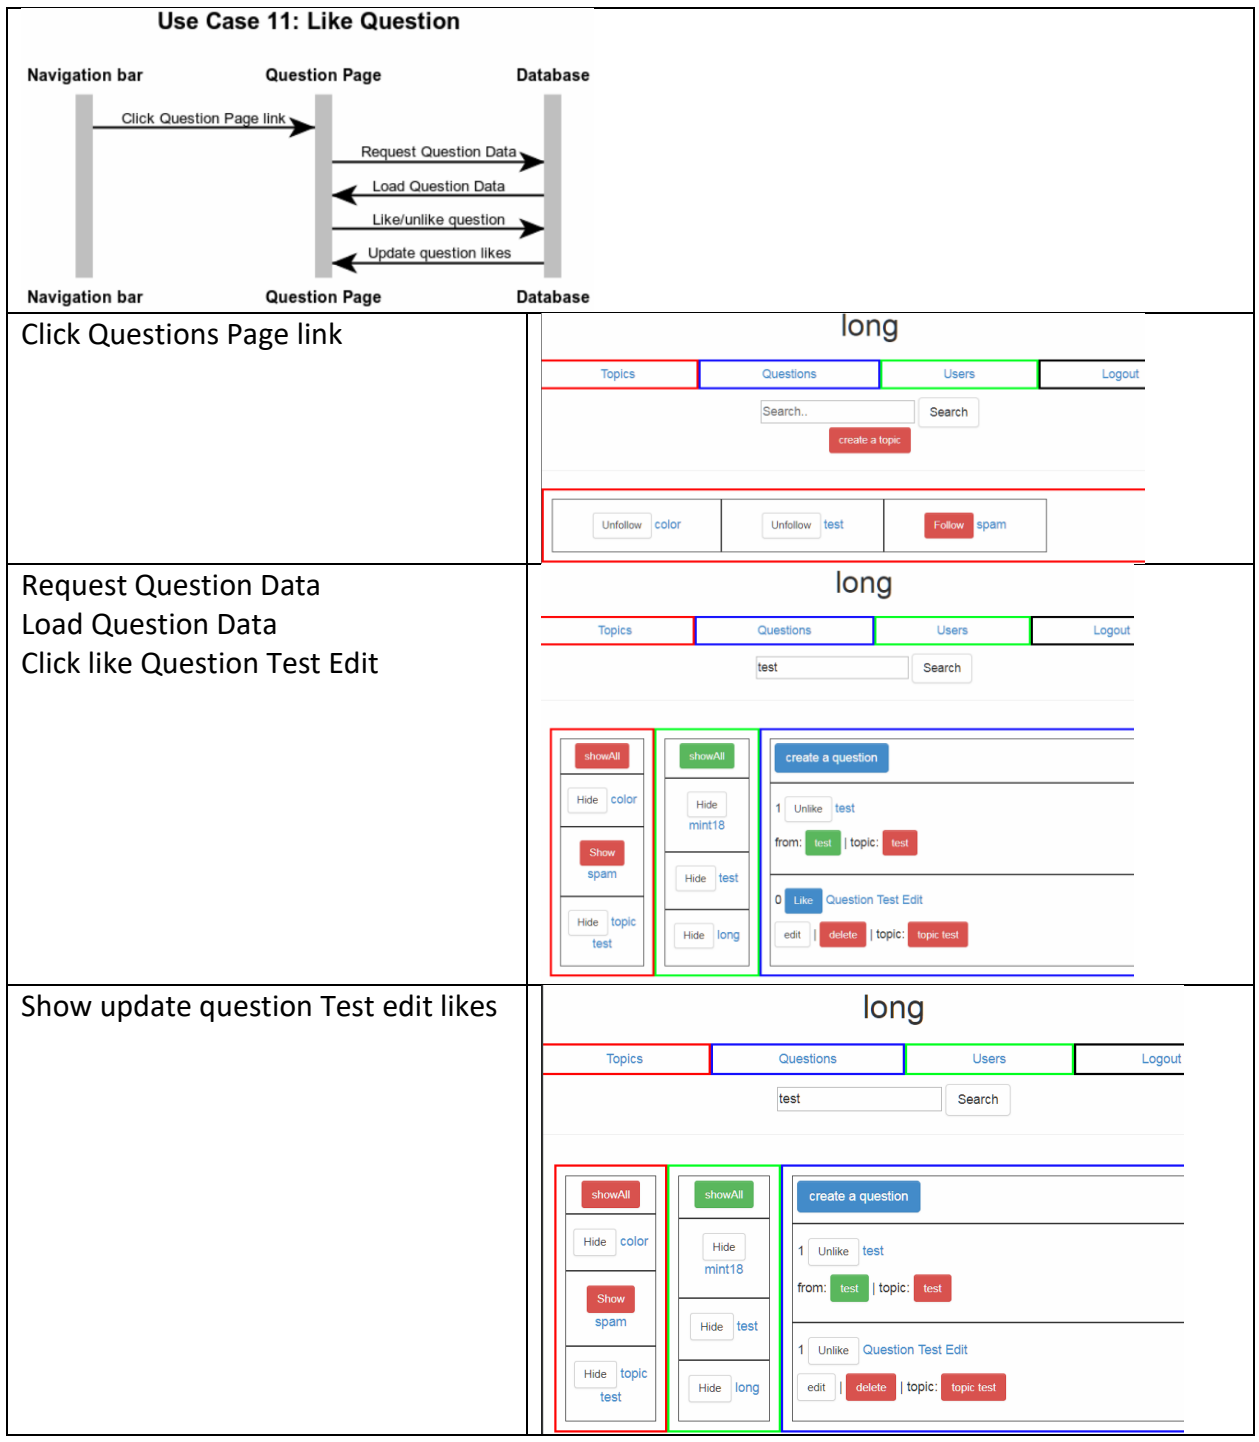 Use Case 11: Like Question
Navigation bar Question Page Database
Click Question Page link
Request Question Data
Load Question Data
Like/unlike question
Update question likes
Navigation bar Question Page Database
Click Questions Page link
long
Topics Questions Users Logout
Search.. Search
create a topic
Unfollow color Unfollow test Follow spam
Request Question Data
Load Question Data
Click like Question Test Edit
long
Topics Questions Users Logout
test Search
showAll
Hide color
Show
spam
Hide topic
test
showAll
Hide
mint18
Hide test
Hide long
create a question
1 Unlike test
from: test | topic: test
0 Like Question Test Edit
edit | delete | topic: topic test
Show update question Test edit likes
long
Topics Questions Users Logout
test Search
showAll
Hide color
Show
spam
Hide topic
test
showAll
Hide
mint18
Hide test
Hide long
create a question
1 Unlike test
from: test | topic: test
1 Unlike Question Test Edit
edit | delete | topic: topic test